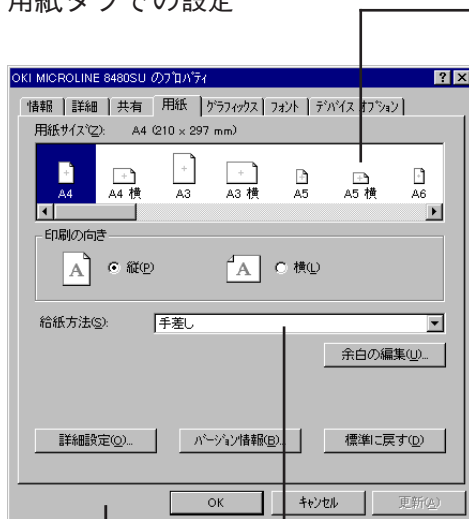 用紙タブでの設定
OKI MICROLINE 8480SU のプロパティ
情報 詳細 共有 用紙 グラフィックス フォント デバイス オプション
用紙サイズ(Z): A4 (210 x 297 mm)
A4 A4 横 A3 A3 横 A5 A5 横 A6
印刷の向き
A 縦(P) A 横(L)
給紙方法(S): 手差し
余白の編集(U)...
詳細設定(O)... バージョン情報(B)... 標準に戻す(D)
OK キャンセル 更新(A)